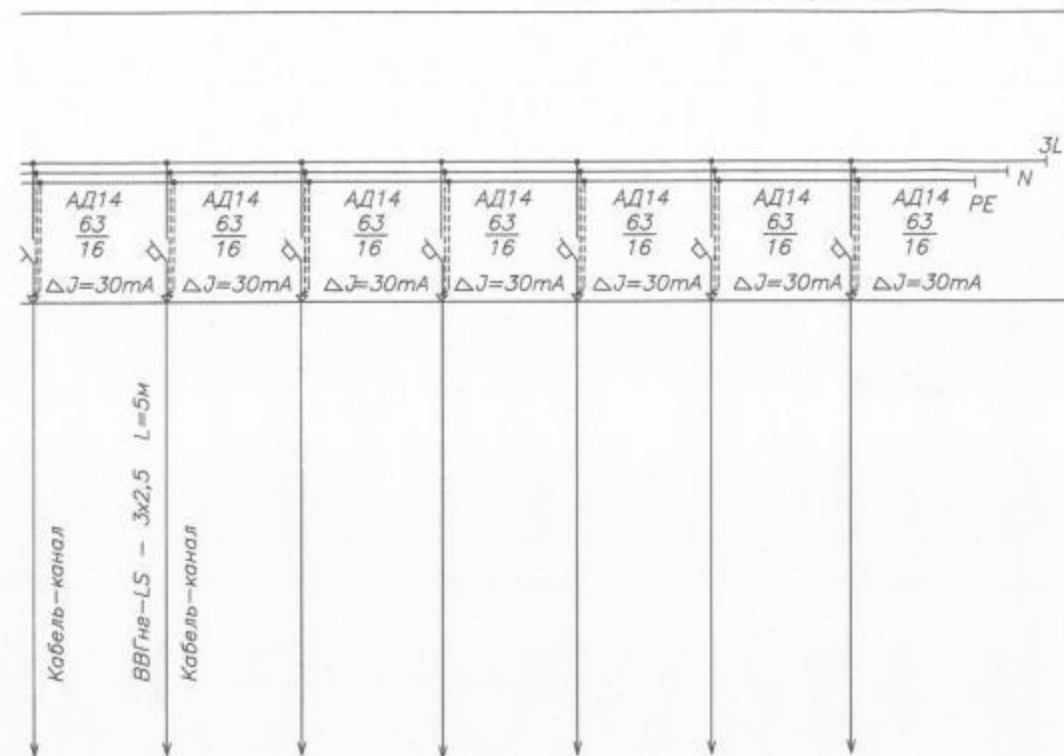 3L
N
PE
АД14
63
16
ΔJ=30mA
АД14
63
16
ΔJ=30mA
АД14
63
16
ΔJ=30mA
АД14
63
16
ΔJ=30mA
АД14
63
16
ΔJ=30mA
АД14
63
16
ΔJ=30mA
АД14
63
16
ΔJ=30mA
Кабель-канал
ВВГнг-LS - 3x2,5 L=5м
Кабель-канал